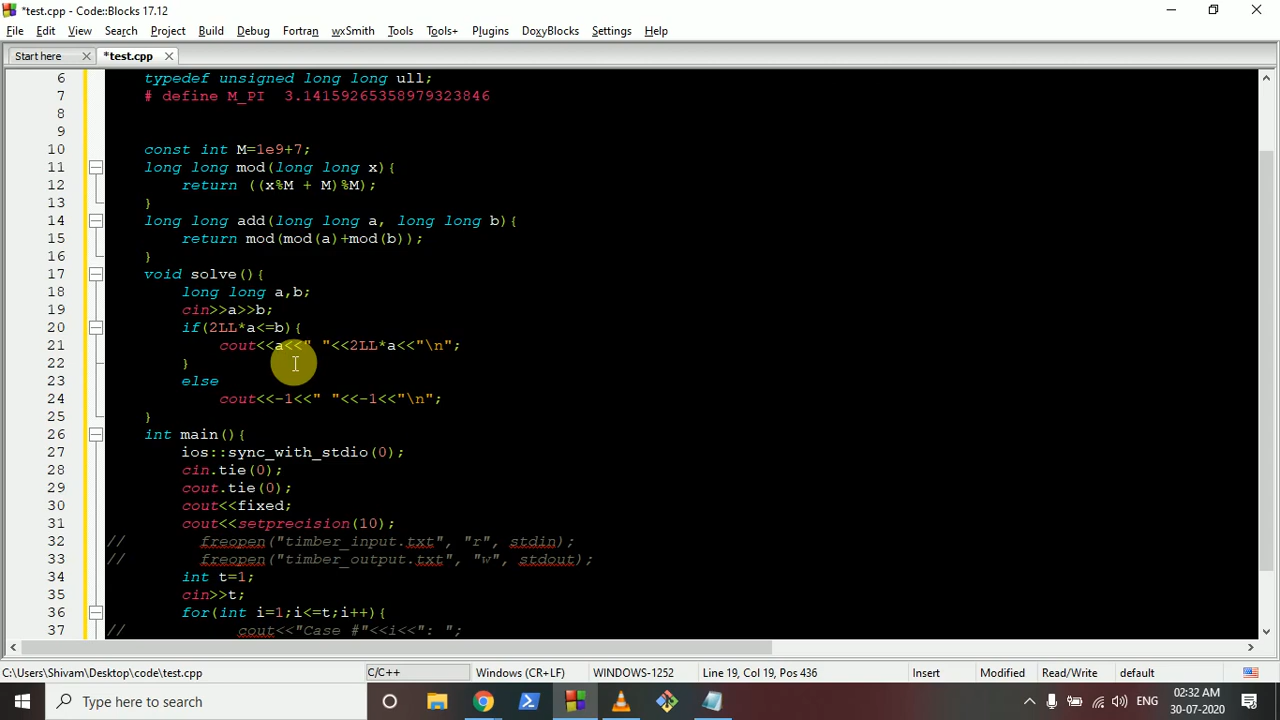 *test.cpp - Code::Blocks 17.12
File Edit View Search Project Build Debug Fortran wxSmith Tools Tools+ Plugins DoxyBlocks Settings Help
Start here *test.cpp
6 typedef unsigned long long ull;
7 # define M_PI 3.14159265358979323846
8
9
10 const int M=1e9+7;
11 long long mod(long long x){
12 return ((x%M + M)%M);
13 }
14 long long add(long long a, long long b){
15 return mod(mod(a)+mod(b));
16 }
17 void solve(){
18 long long a,b;
19 cin>>a>>b;
20 if(2LL*a<=b){
21 cout<<a<<" "<<2LL*a<<"\n";
22 }
23 else
24 cout<<-1<<" "<<-1<<"\n";
25 }
26 int main(){
27 ios::sync_with_stdio(0);
28 cin.tie(0);
29 cout.tie(0);
30 cout<<fixed;
31 cout<<setprecision(10);
32 // freopen("timber_input.txt", "r", stdin);
33 // freopen("timber_output.txt", "w", stdout);
34 int t=1;
35 cin>>t;
36 for(int i=1;i<=t;i++){
37 // cout<<"Case #"<<i<<": ";
C:\Users\Shivam\Desktop\code\test.cpp C/C++ Windows (CR+LF) WINDOWS-1252 Line 19, Col 19, Pos 436 Insert Modified Read/Write default
Type here to search ENG 02:32 AM
30-07-2020